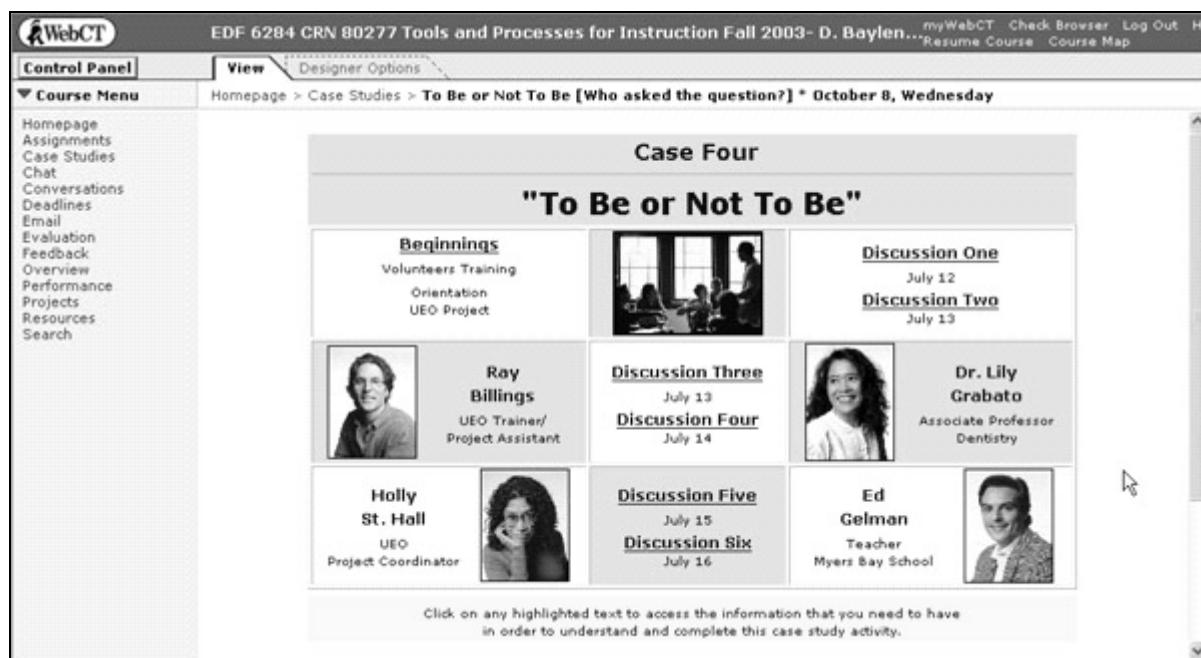 WebCT
EDF 6284 CRN 80277 Tools and Processes for Instruction Fall 2003- D. Baylen...
myWebCT Check Browser Log Out H
Resume Course Course Map
Control Panel
View
Designer Options
Course Menu
Homepage > Case Studies > To Be or Not To Be [Who asked the question?] * October 8, Wednesday
Homepage
Assignments
Case Studies
Chat
Conversations
Deadlines
Email
Evaluation
Feedback
Overview
Performance
Projects
Resources
Search
Case Four
"To Be or Not To Be"
Beginnings
Volunteers Training
Orientation
UEO Project
Discussion One
July 12
Discussion Two
July 13
Ray
Billings
UEO Trainer/
Project Assistant
Discussion Three
July 13
Discussion Four
July 14
Dr. Lily
Grabato
Associate Professor
Dentistry
Holly
St. Hall
UEO
Project Coordinator
Discussion Five
July 15
Discussion Six
July 16
Ed
Gelman
Teacher
Myers Bay School
Click on any highlighted text to access the information that you need to have
in order to understand and complete this case study activity.